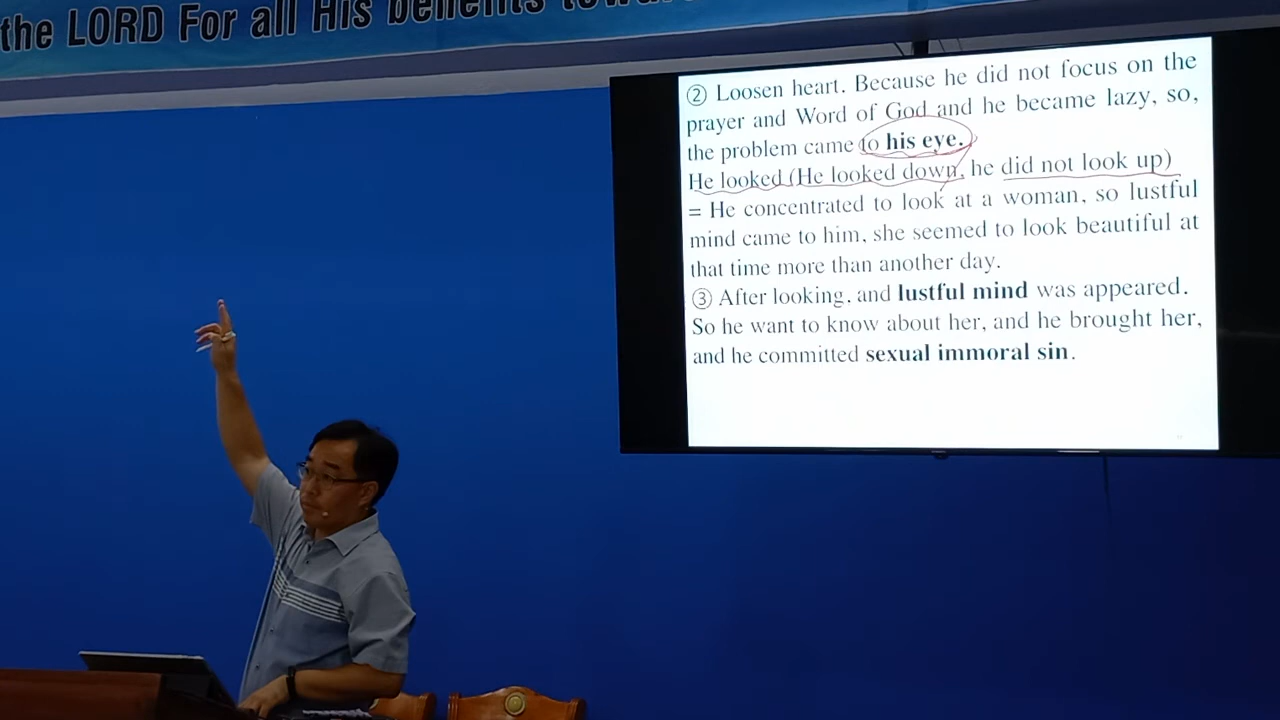 the LORD For all His benefits
② Loosen heart. Because he did not focus on the
prayer and Word of God and he became lazy, so,
the problem came to his eye.
He looked (He looked down, he did not look up)
= He concentrated to look at a woman, so lustful
mind came to him, she seemed to look beautiful at
that time more than another day.
③ After looking, and lustful mind was appeared.
So he want to know about her, and he brought her,
and he committed sexual immoral sin.